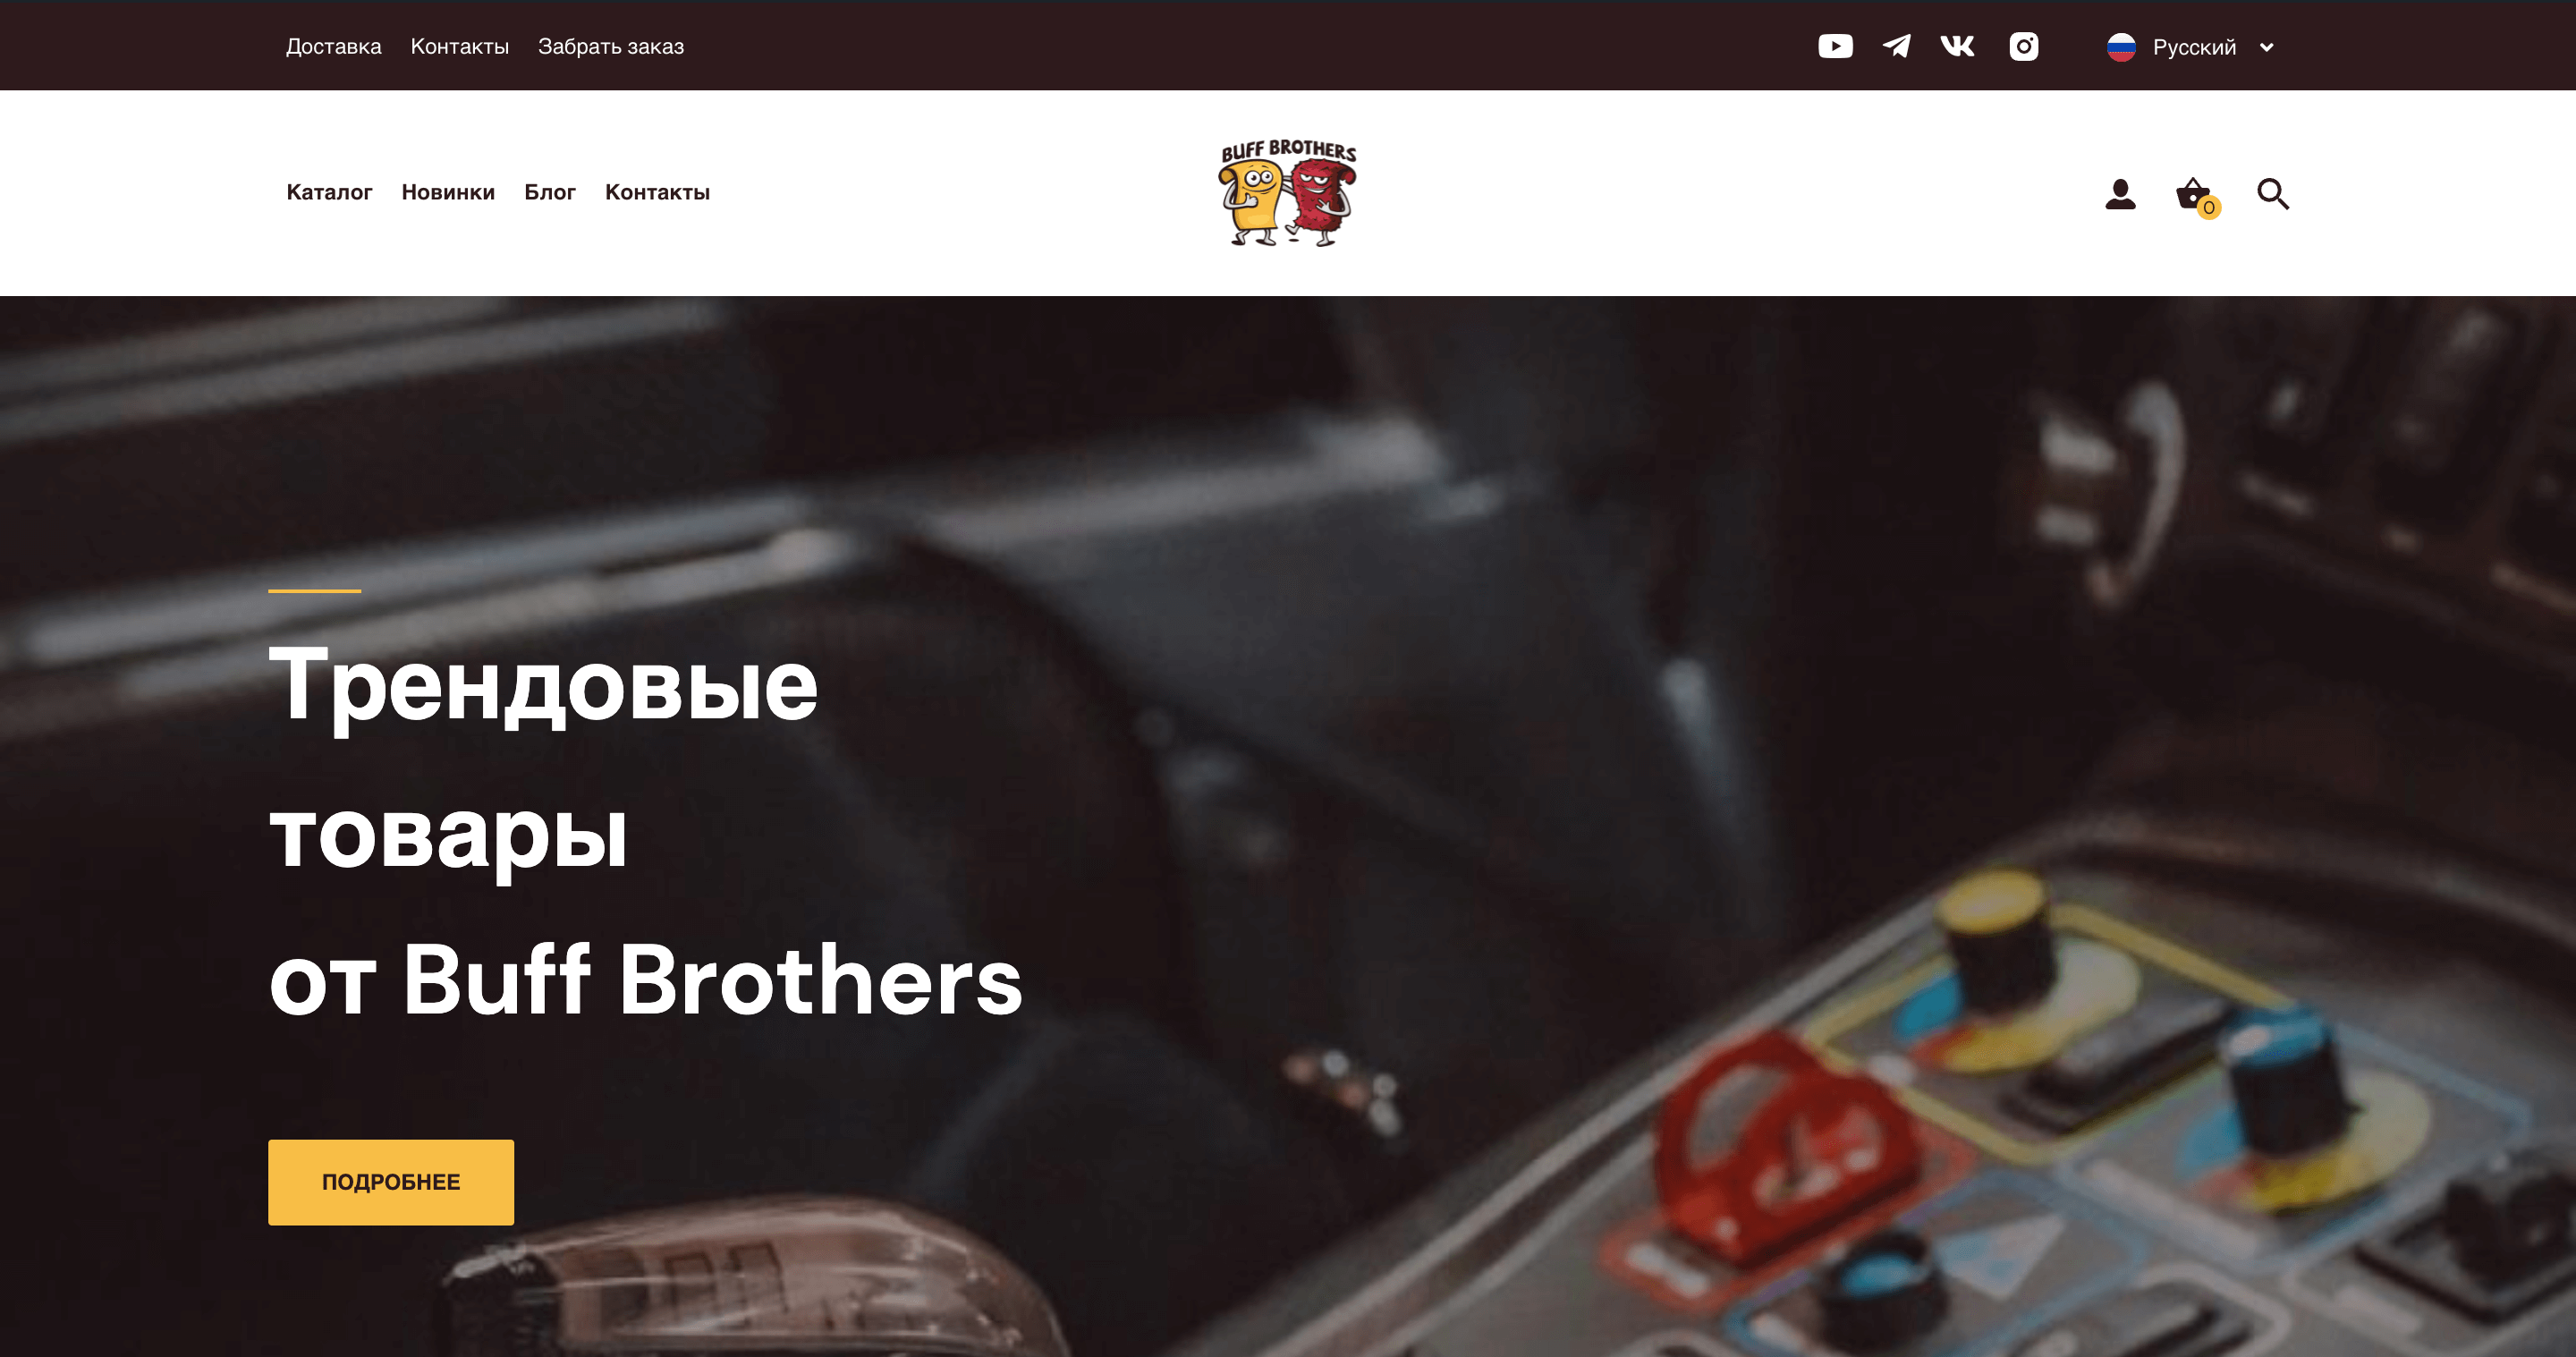 Доставка Контакты Забрать заказ
Русский
Каталог Новинки Блог Контакты
BUFF BROTHERS
0
Трендовые
товары
от Buff Brothers
ПОДРОБНЕЕ